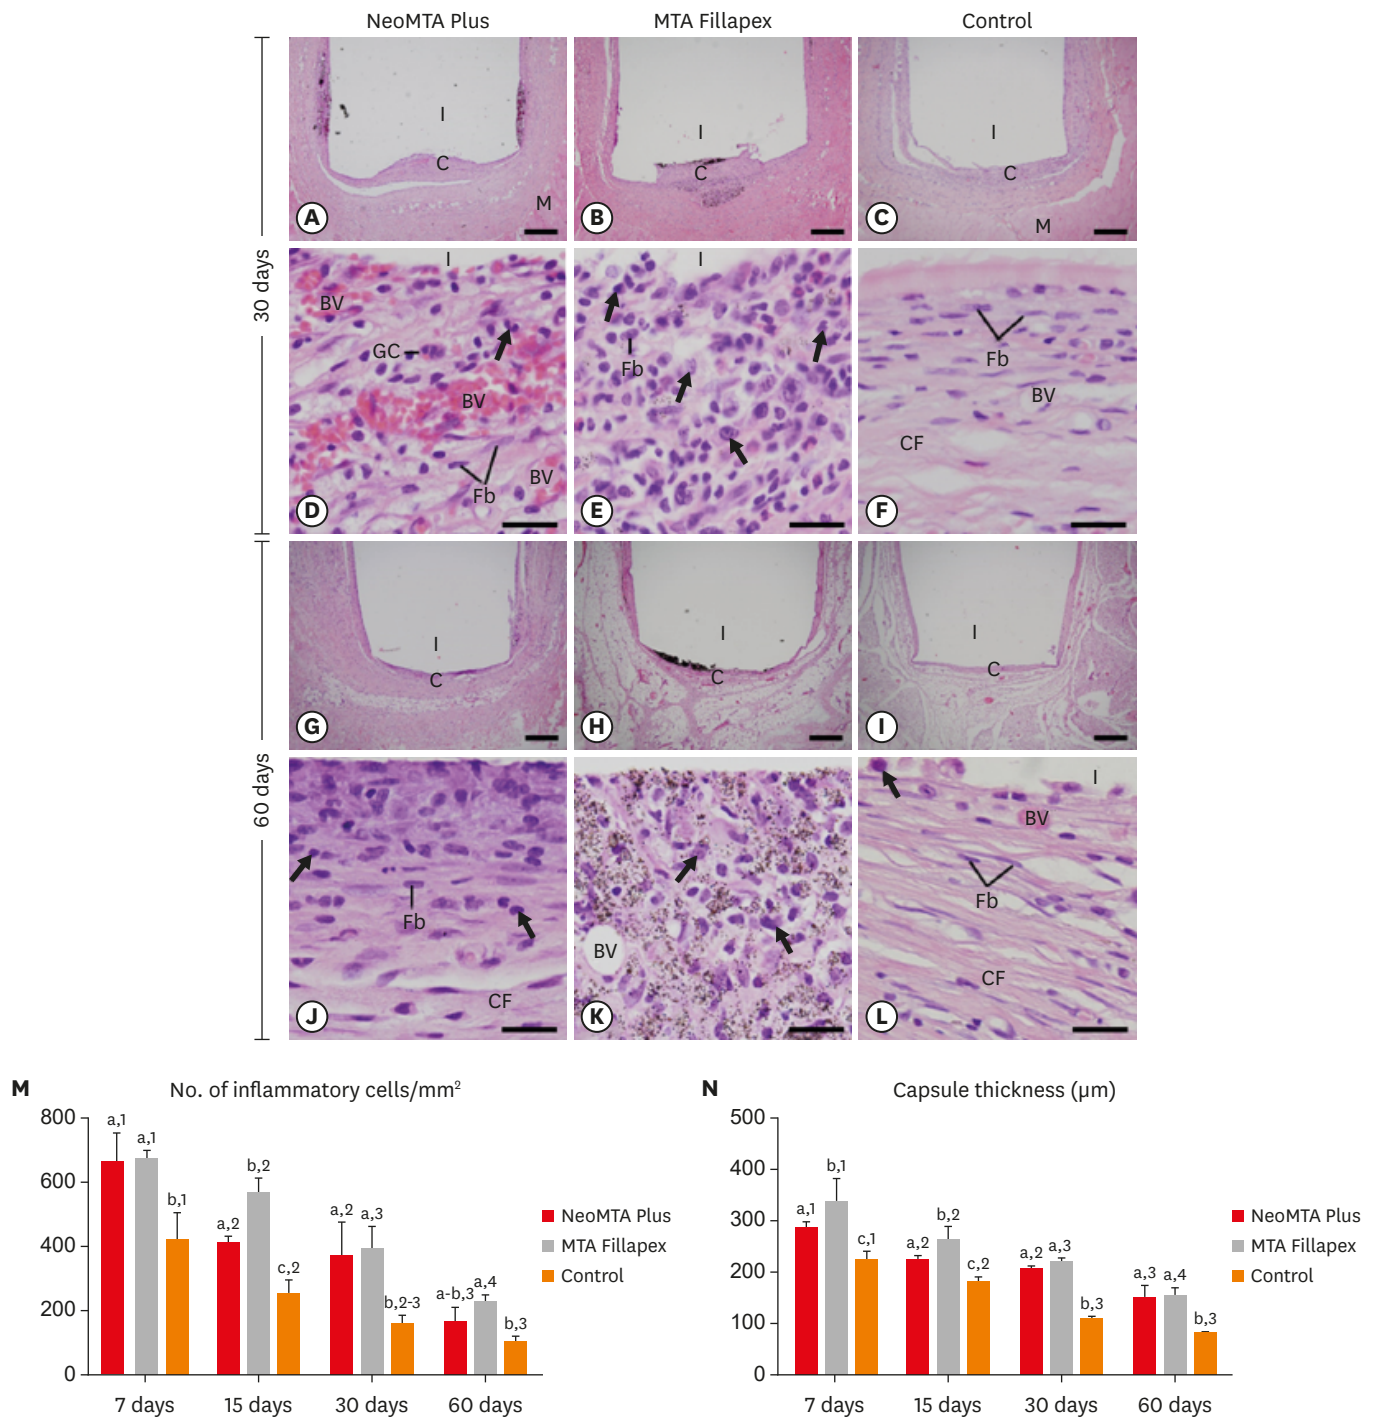 NeoMTA Plus MTA Fillapex Control
30 days
I
C
M
A
I
C
B
I
C
M
C
I
BV
GC
BV
BV
Fb
D
I
Fb
E
Fb
BV
CF
F
60 days
I
C
G
I
C
H
I
C
I
Fb
CF
J
BV
K
I
BV
Fb
CF
L
M No. of inflammatory cells/mm²
800
600
400
200
0
a,1 a,1 b,1
a,2 b,2 c,2
a,2 a,3 b,2-3
a-b,3 a,4 b,3
7 days 15 days 30 days 60 days
NeoMTA Plus
MTA Fillapex
Control
N Capsule thickness (µm)
500
400
300
200
100
0
a,1 b,1 c,1
a,2 b,2 c,2
a,2 a,3 b,3
a,3 a,4 b,3
7 days 15 days 30 days 60 days
NeoMTA Plus
MTA Fillapex
Control